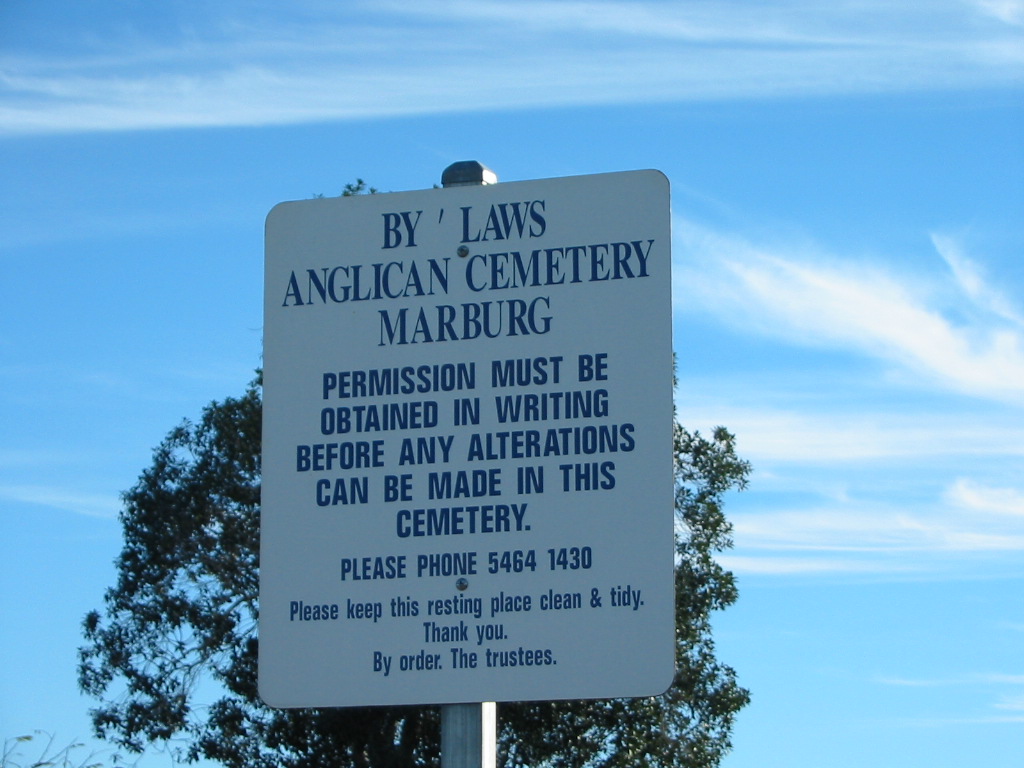 BY ' LAWS
ANGLICAN CEMETERY
MARBURG
PERMISSION MUST BE
OBTAINED IN WRITING
BEFORE ANY ALTERATIONS
CAN BE MADE IN THIS
CEMETERY.
PLEASE PHONE 5464 1430
Please keep this resting place clean & tidy.
Thank you.
By order. The trustees.